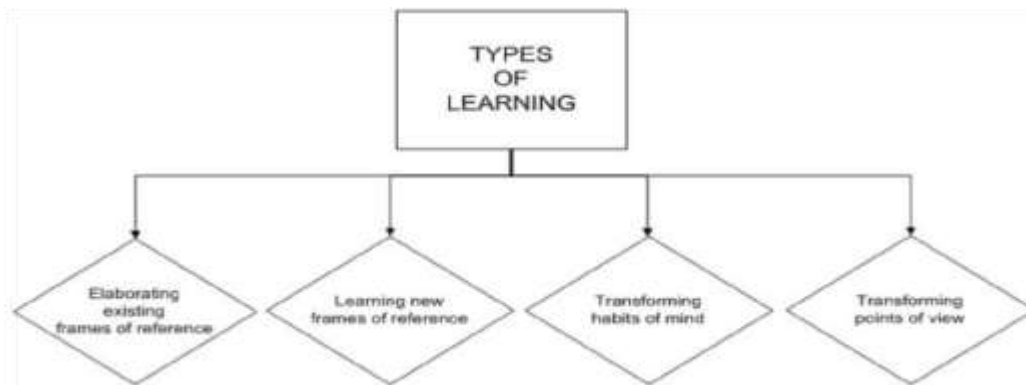 TYPES
OF
LEARNING
Elaborating
existing
frames of reference
Learning new
frames of reference
Transforming
habits of mind
Transforming
points of view